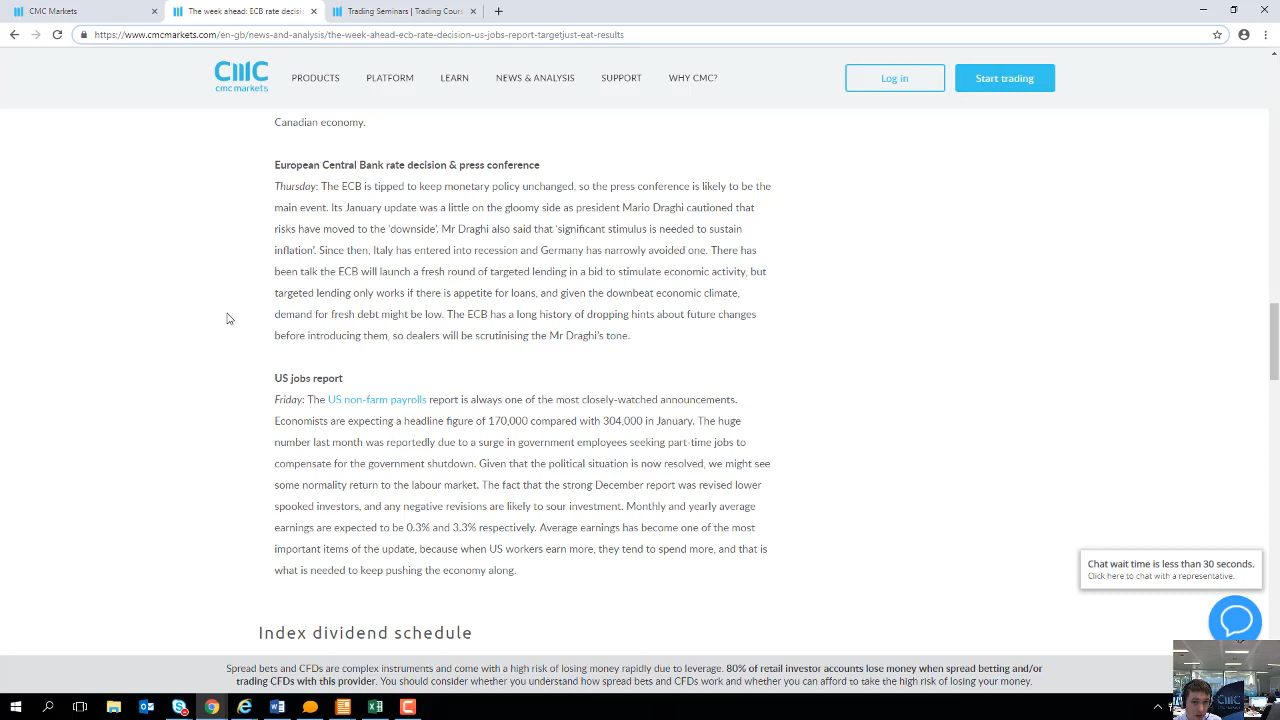 CMC Markets
The week ahead: ECB rate decisi
Trading Seminars | Trading Cours
https://www.cmcmarkets.com/en-gb/news-and-analysis/the-week-ahead-ecb-rate-decision-us-jobs-report-targetjust-eat-results
CMC
cmc markets
PRODUCTS PLATFORM LEARN NEWS & ANALYSIS SUPPORT WHY CMC?
Log in
Start trading
Canadian economy.
European Central Bank rate decision & press conference
Thursday: The ECB is tipped to keep monetary policy unchanged, so the press conference is likely to be the
main event. Its January update was a little on the gloomy side as president Mario Draghi cautioned that
risks have moved to the 'downside'. Mr Draghi also said that 'significant stimulus is needed to sustain
inflation'. Since then, Italy has entered into recession and Germany has narrowly avoided one. There has
been talk the ECB will launch a fresh round of targeted lending in a bid to stimulate economic activity, but
targeted lending only works if there is appetite for loans, and given the downbeat economic climate,
demand for fresh debt might be low. The ECB has a long history of dropping hints about future changes
before introducing them, so dealers will be scrutinising the Mr Draghi's tone.
US jobs report
Friday: The US non-farm payrolls report is always one of the most closely-watched announcements.
Economists are expecting a headline figure of 170,000 compared with 304,000 in January. The huge
number last month was reportedly due to a surge in government employees seeking part-time jobs to
compensate for the government shutdown. Given that the political situation is now resolved, we might see
some normality return to the labour market. The fact that the strong December report was revised lower
spooked investors, and any negative revisions are likely to sour investment. Monthly and yearly average
earnings are expected to be 0.3% and 3.3% respectively. Average earnings has become one of the most
important items of the update, because when US workers earn more, they tend to spend more, and that is
what is needed to keep pushing the economy along.
Chat wait time is less than 30 seconds.
Click here to chat with a representative.
Index dividend schedule
Spread bets and CFDs are complex instruments and come with a high risk of losing money rapidly due to leverage. 80% of retail investor accounts lose money when spread betting and/or
trading CFDs with this provider. You should consider whether you understand how spread bets and CFDs work and whether you can afford to take the high risk of losing your money.